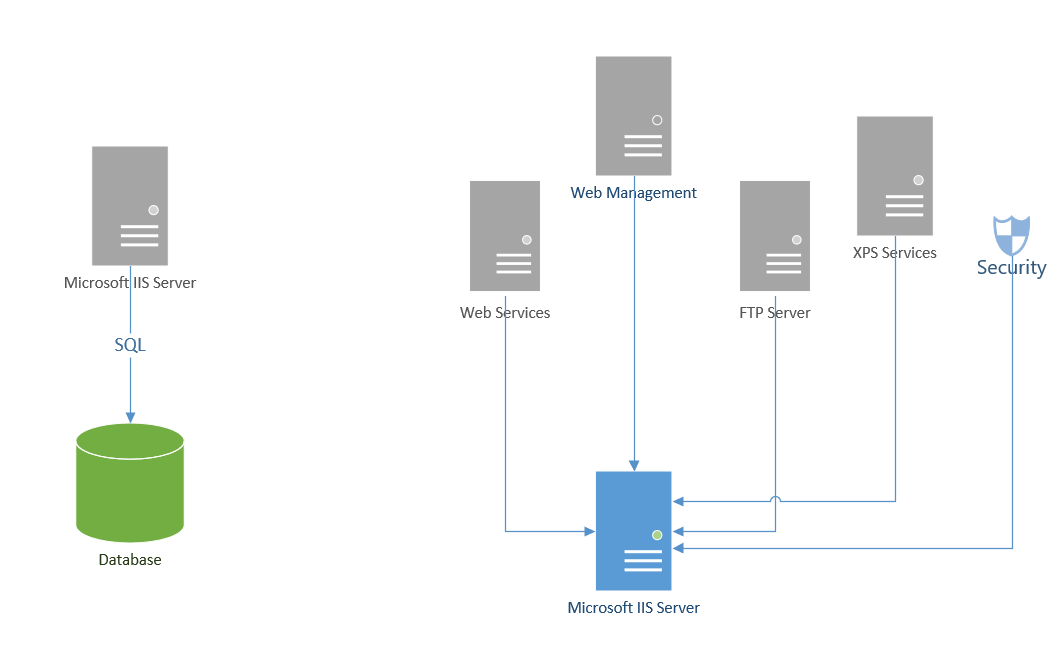 Web Management
XPS Services
Security
Microsoft IIS Server
Web Services
FTP Server
SQL
Database
Microsoft IIS Server